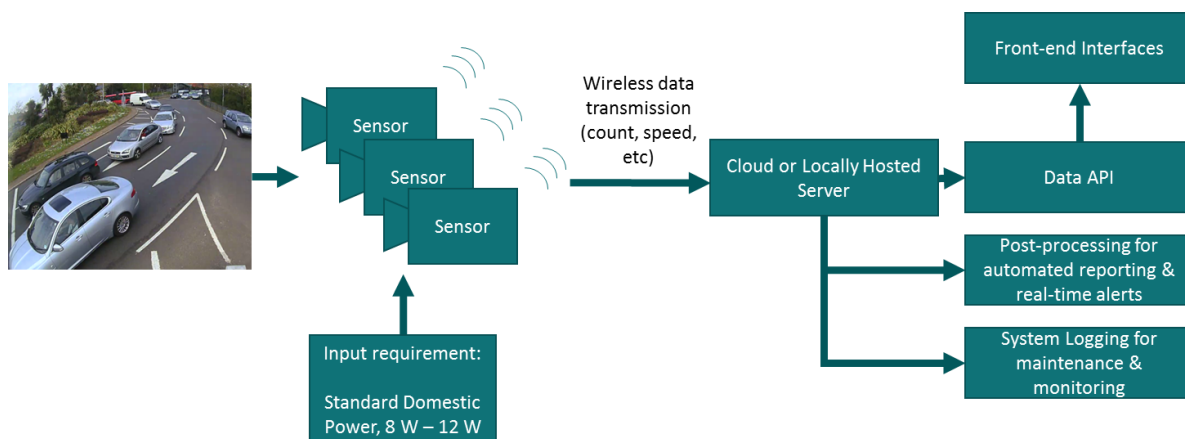 Sensor
Sensor
Sensor
Input requirement:
Standard Domestic
Power, 8 W – 12 W
Wireless data
transmission
(count, speed,
etc)
Cloud or Locally Hosted
Server
Front-end Interfaces
Data API
Post-processing for
automated reporting &
real-time alerts
System Logging for
maintenance &
monitoring